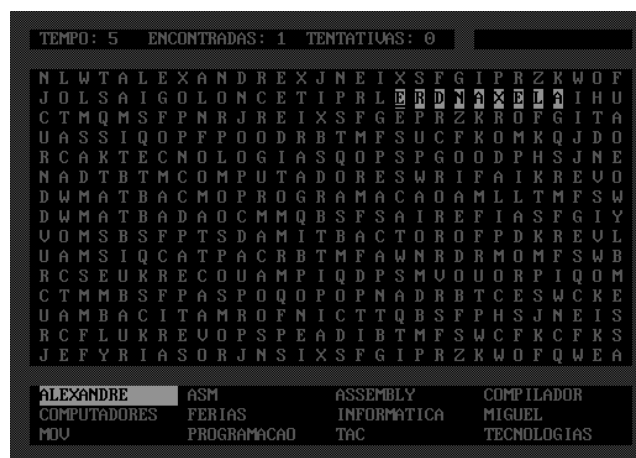 TEMPO: 5 ENCONTRADAS: 1 TENTATIVAS: 0
N L W T A L E X A N D R E X J N E I X S F G I P R Z K W O F
J O L S A I G O L O N C E T I P R L E R D N A X E L A I H U
C T M Q M S F P N R J R E I X S F G E P R Z K R O F G I T A
U A S S I Q O P F P O O D R B T M F S U C F K O M K Q J D O
R C A K T E C N O L O G I A S Q O P S P G O O D P H S J N E
N A D T B T M C O M P U T A D O R E S W R I F A I K R E V O
D W M A T B A C M O P R O G R A M A C A O A M L L T M F S W
D W M A T B A D A O C M M Q B S F S A I R E F I A S F G I Y
V O M S B S F P T S D A M I T B A C T O R O F P D K R E V L
U A M S I Q C A T P A C R B T M F A W N R D R M O M F S W B
R C S E U K R E C O U A M P I Q D P S M V O U O R P I Q O M
C T M M B S F P A S P O Q O P O P N A D R B T C E S W C K E
U A M B A C I T A M R O F N I C T T Q B S F P H S J N E I S
R C F L U K R E V O P S P E A D I B T M F S W C F K C F K S
J E F Y R I A S O R J N S I X S F G I P R Z K W O F Q W E A
ALEXANDRE ASM ASSEMBLY COMPILADOR
COMPUTADORES FERIAS INFORMATICA MIGUEL
MOV PROGRAMACAO TAC TECNOLOGIAS